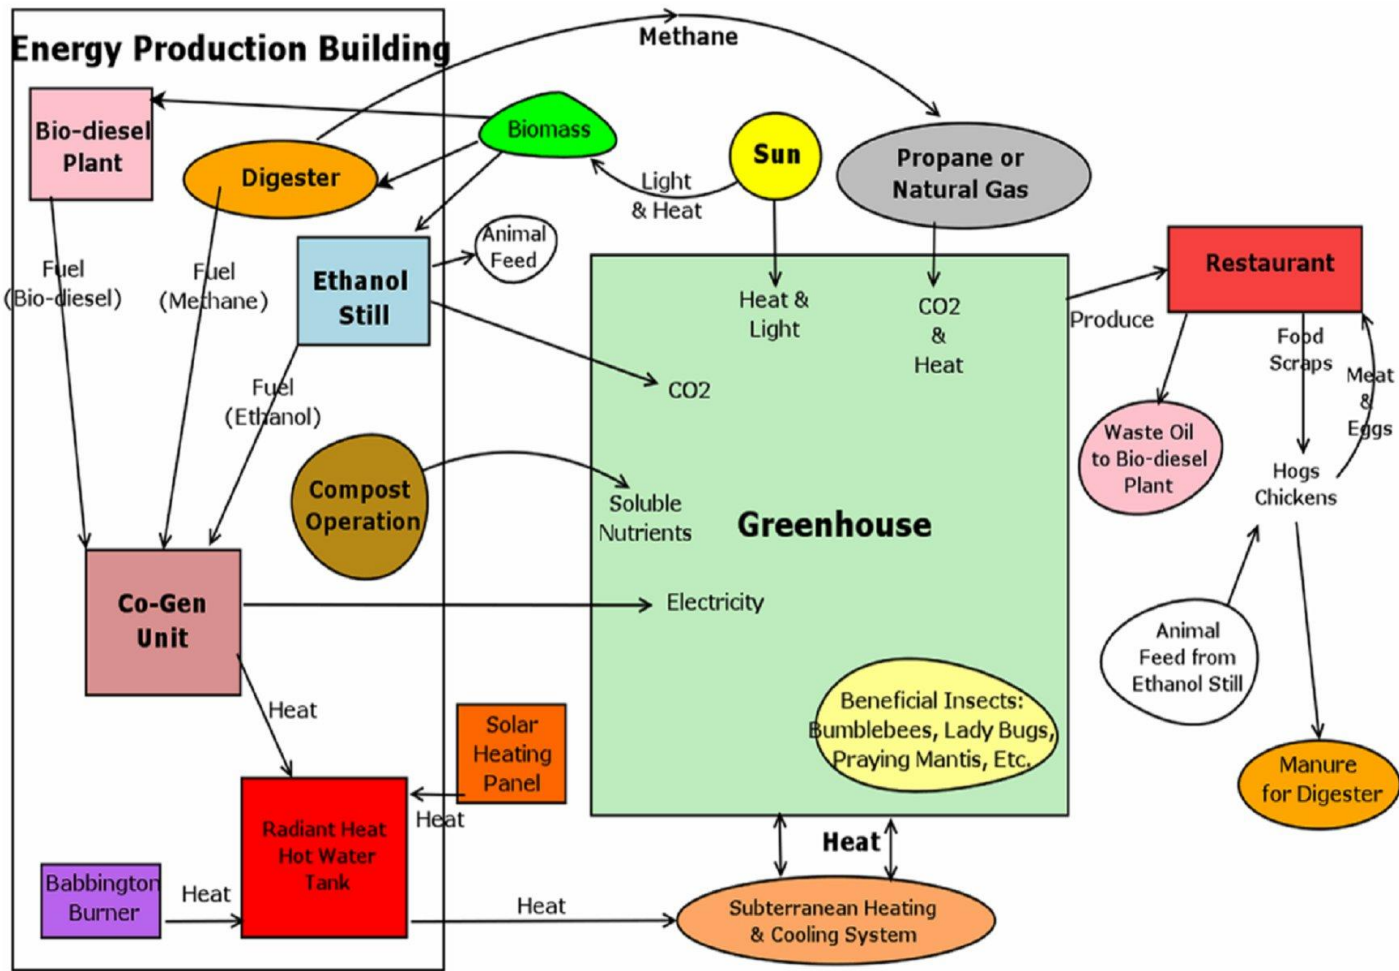 Energy Production Building
Methane
Bio-diesel
Plant
Digester
Biomass
Sun
Propane or
Natural Gas
Light
& Heat
Animal
Feed
Ethanol
Still
Fuel
(Bio-diesel)
Fuel
(Methane)
Fuel
(Ethanol)
Heat &
Light
CO2
&
Heat
CO2
Produce
Restaurant
Food
Scraps
Meat
&
Eggs
Waste Oil
to Bio-diesel
Plant
Hogs
Chickens
Compost
Operation
Soluble
Nutrients
Greenhouse
Co-Gen
Unit
Electricity
Animal
Feed from
Ethanol Still
Beneficial Insects:
Bumblebees, Lady Bugs,
Praying Mantis, Etc.
Heat
Solar
Heating
Panel
Heat
Manure
for Digester
Radiant Heat
Hot Water
Tank
Heat
Babbington
Burner
Heat
Heat
Subterranean Heating
& Cooling System